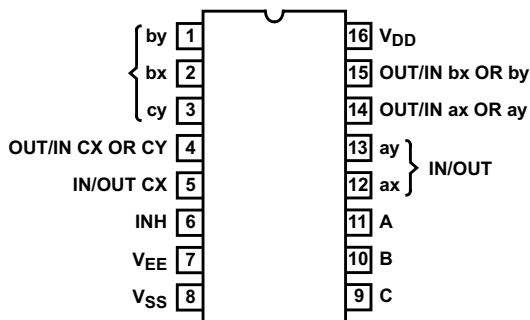 by 1 16 VDD
bx 2 15 OUT/IN bx OR by
cy 3 14 OUT/IN ax OR ay
OUT/IN CX OR CY 4 13 ay IN/OUT
IN/OUT CX 5 12 ax
INH 6 11 A
VEE 7 10 B
VSS 8 9 C